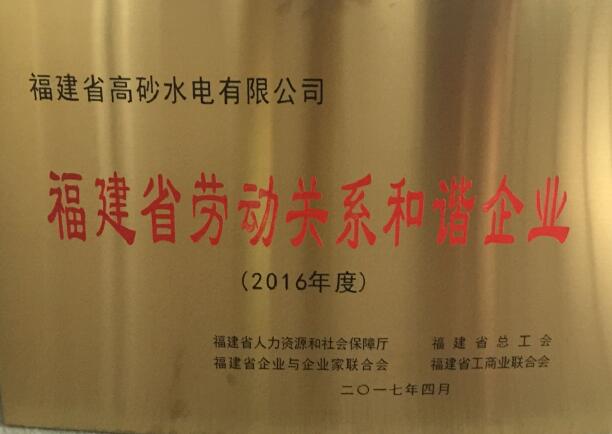 福建省高砂水电有限公司
福建省劳动关系和谐企业
(2016年度)
福建省人力资源和社会保障厅 福建省总工会
福建省企业与企业家联合会 福建省工商业联合会
二〇一七年四月